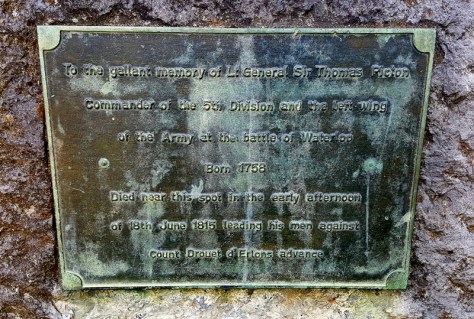 To the gallant memory of Lt General Sir Thomas Picton
Commander of the 5th Division and the left wing
of the Army at the battle of Waterloo
Born 1758
Died near this spot in the early afternoon
of 18th June 1815 leading his men against
Count Drouet d'Erlons advance